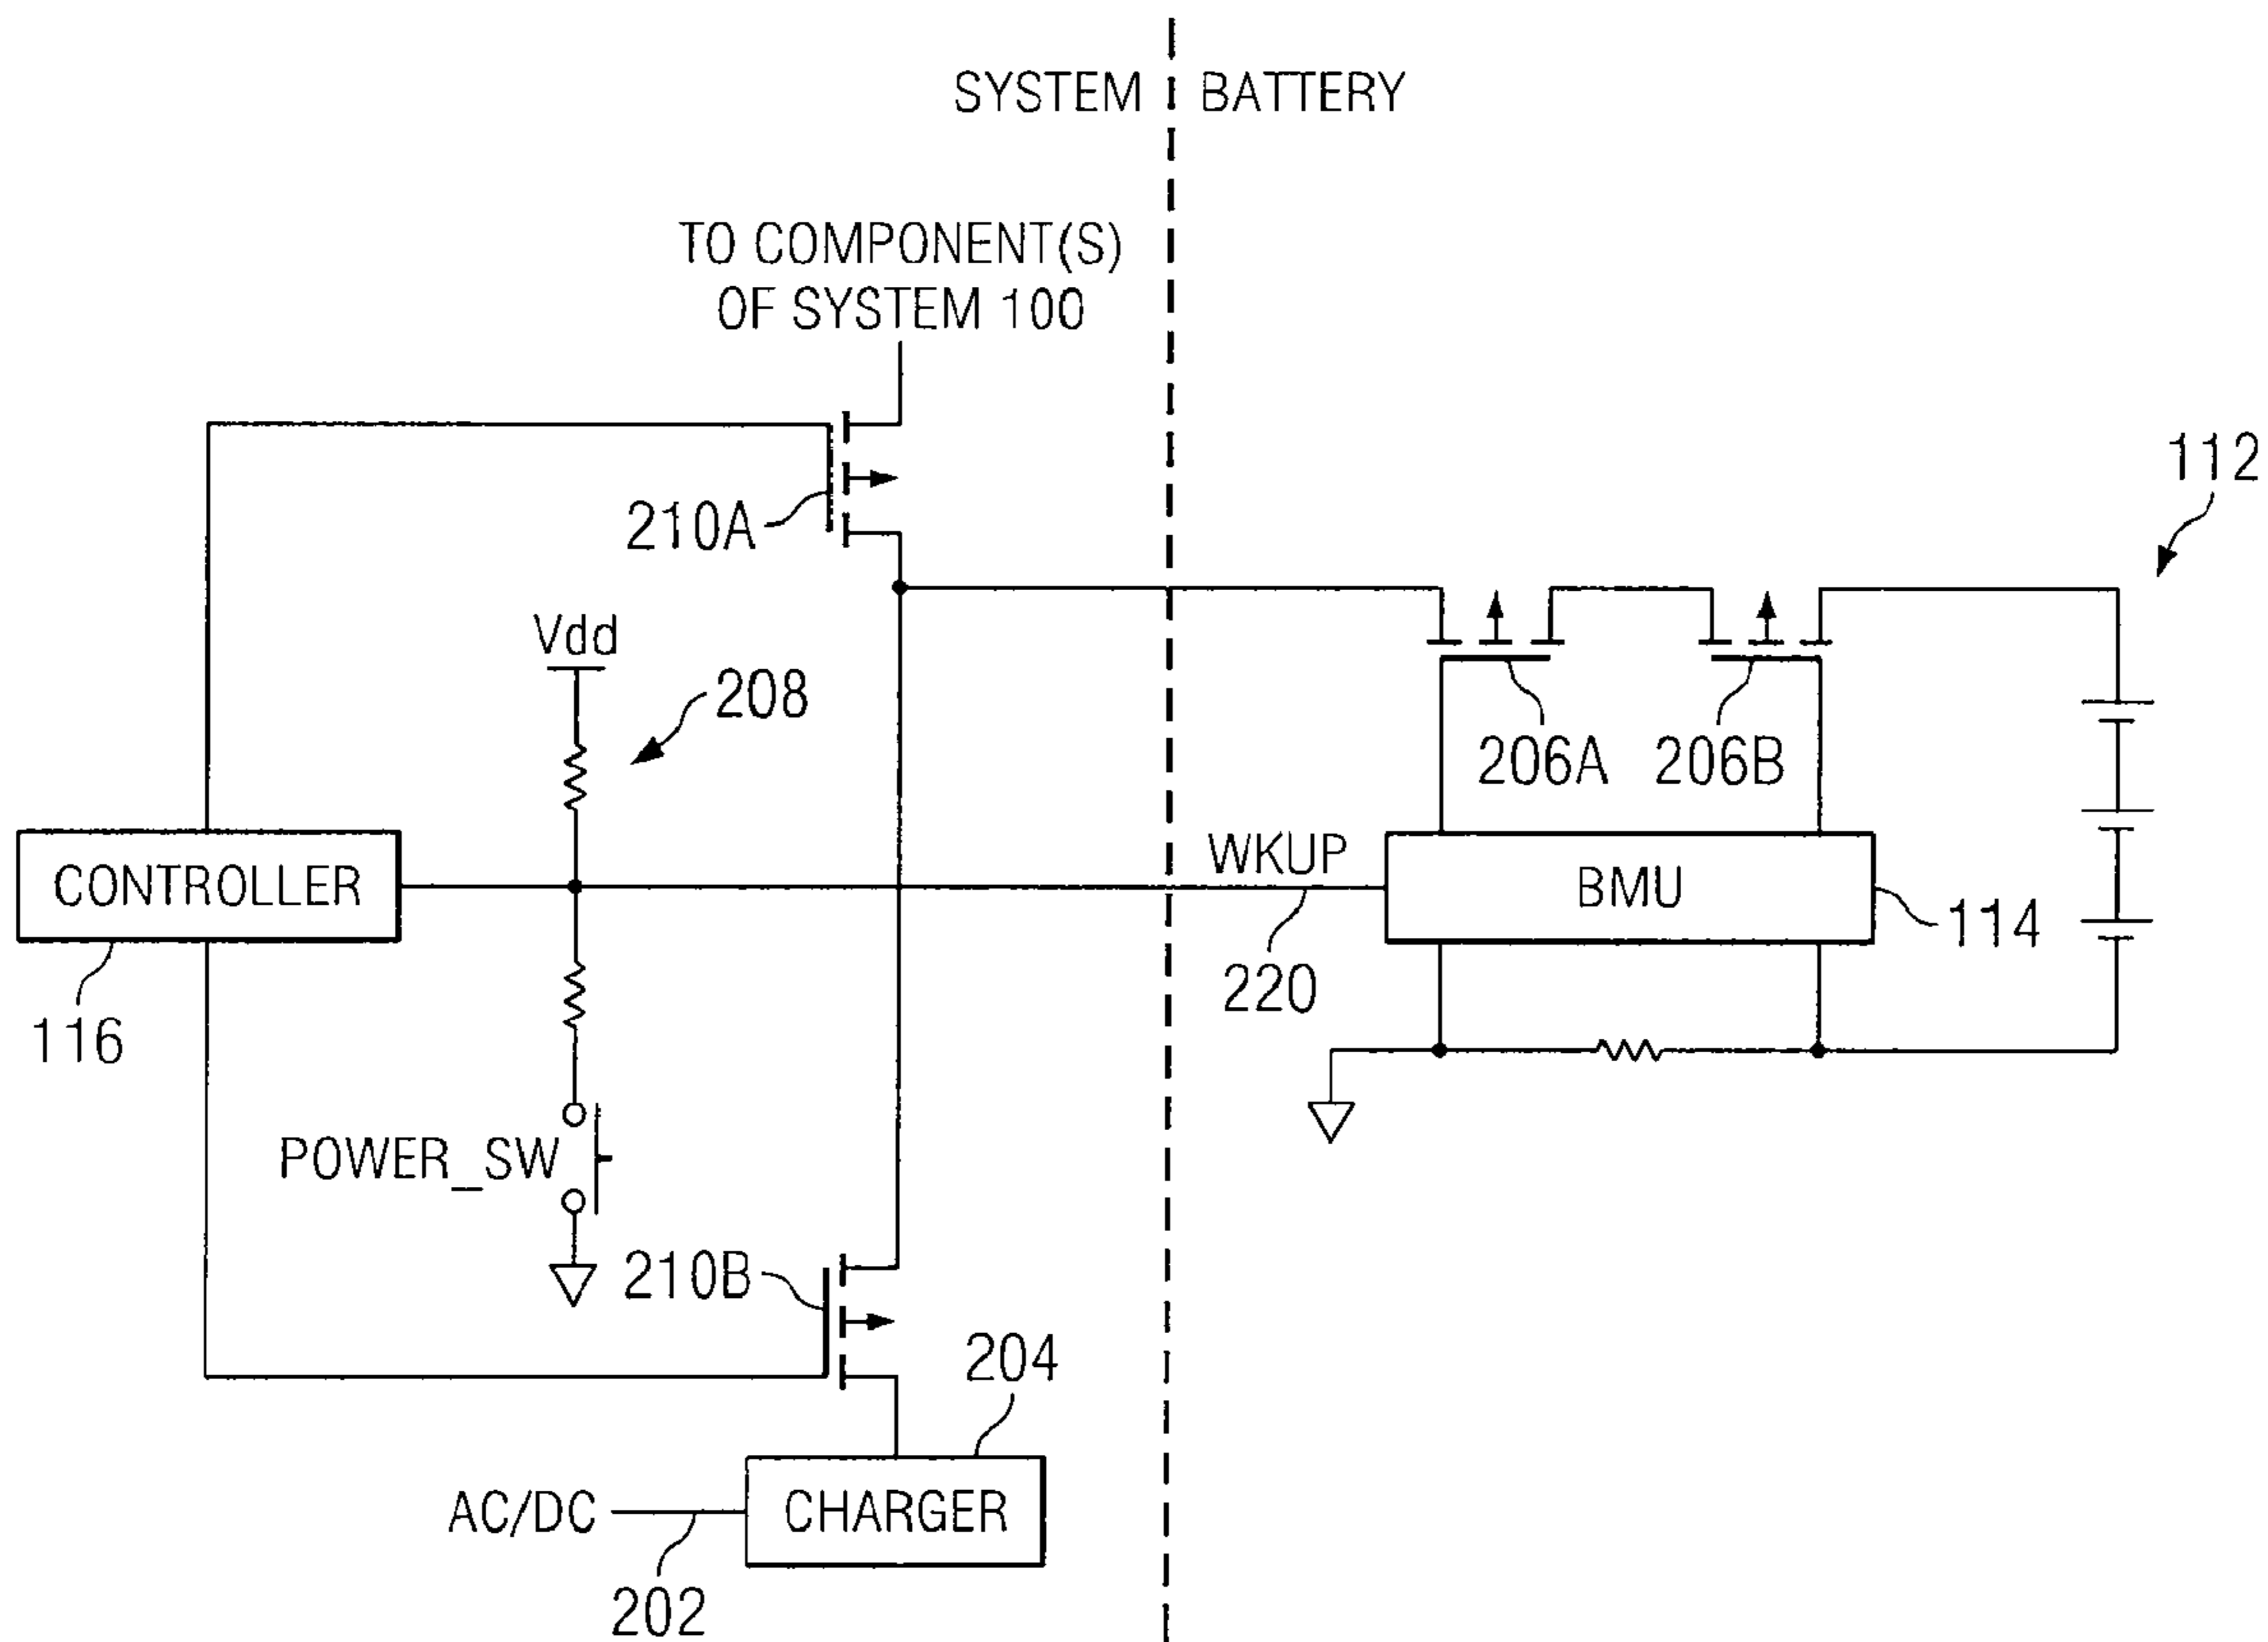 SYSTEM
BATTERY
TO COMPONENT(S)
OF SYSTEM 100
112
210A
Vdd
208
206A
206B
CONTROLLER
WKUP
BMU
114
220
116
POWER_SW
210B
204
AC/DC
CHARGER
202